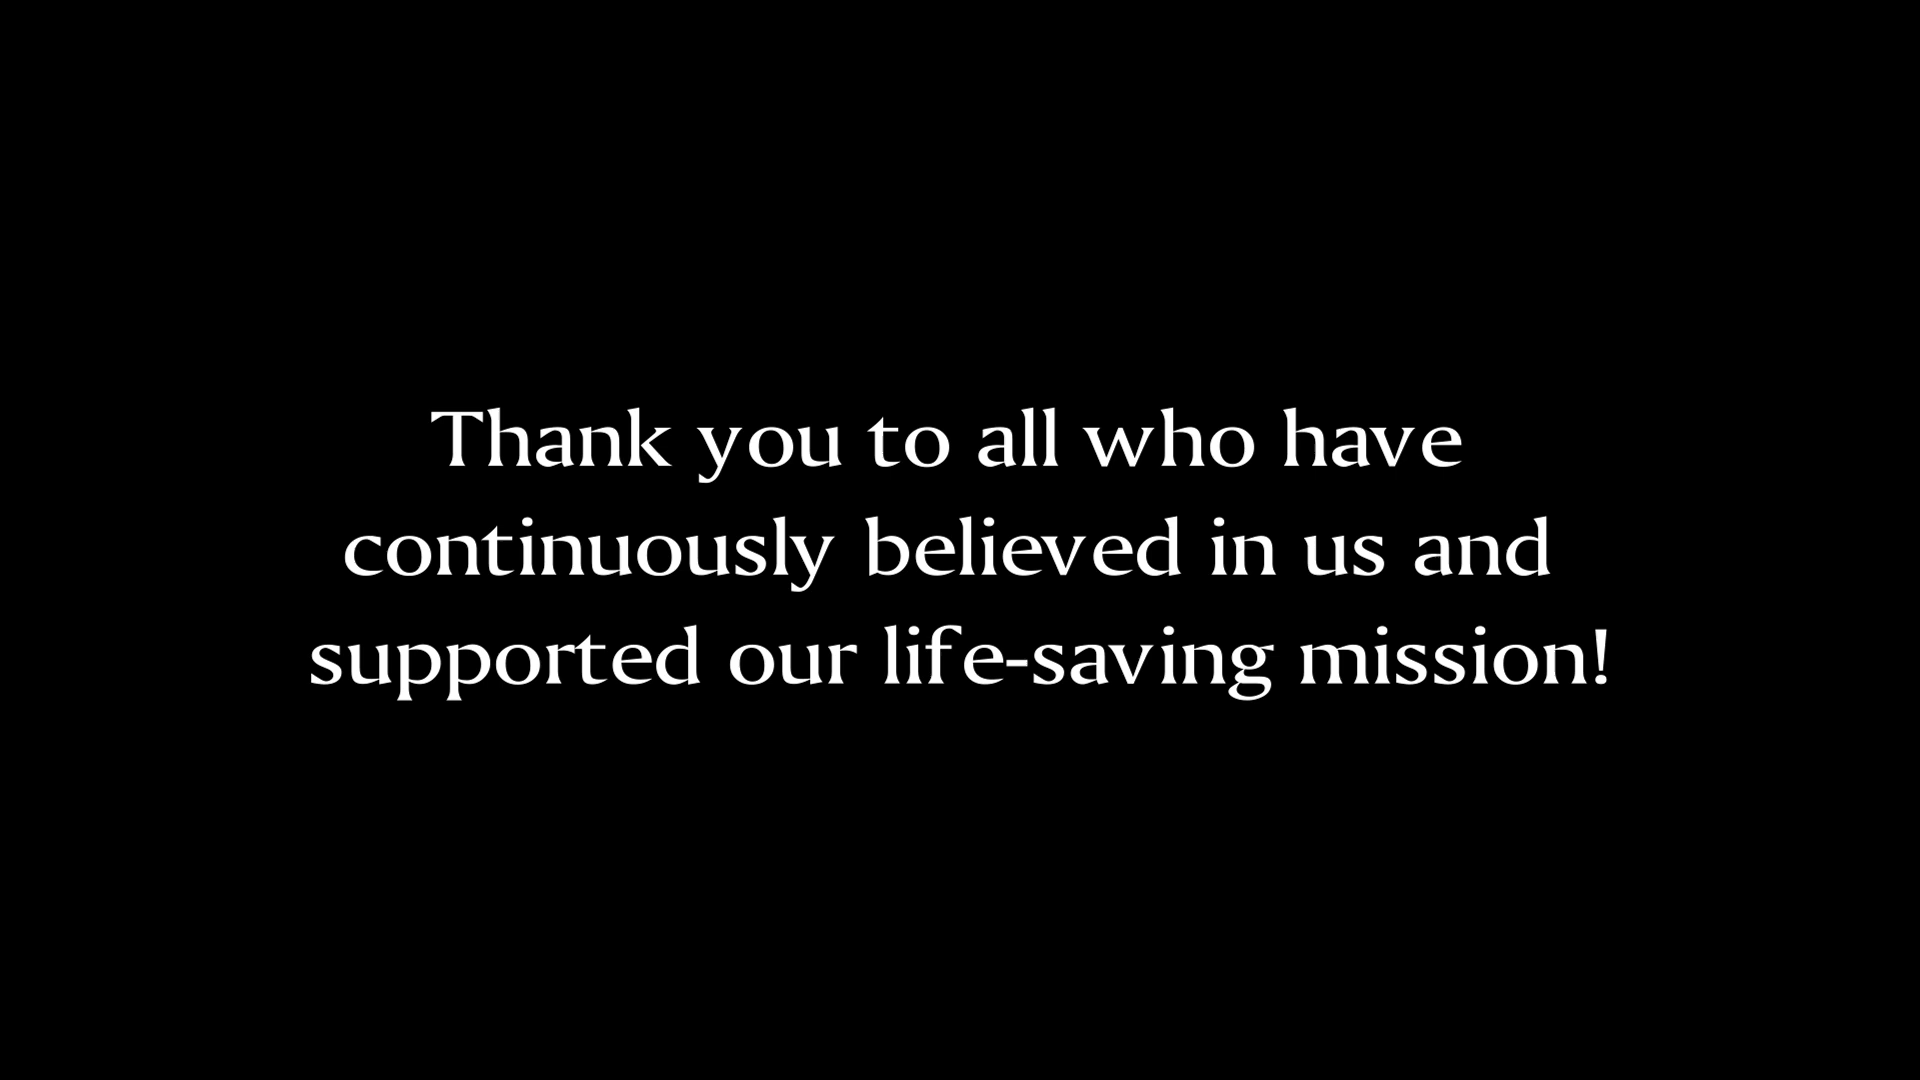 Thank you to all who have
continuously believed in us and
supported our life-saving mission!